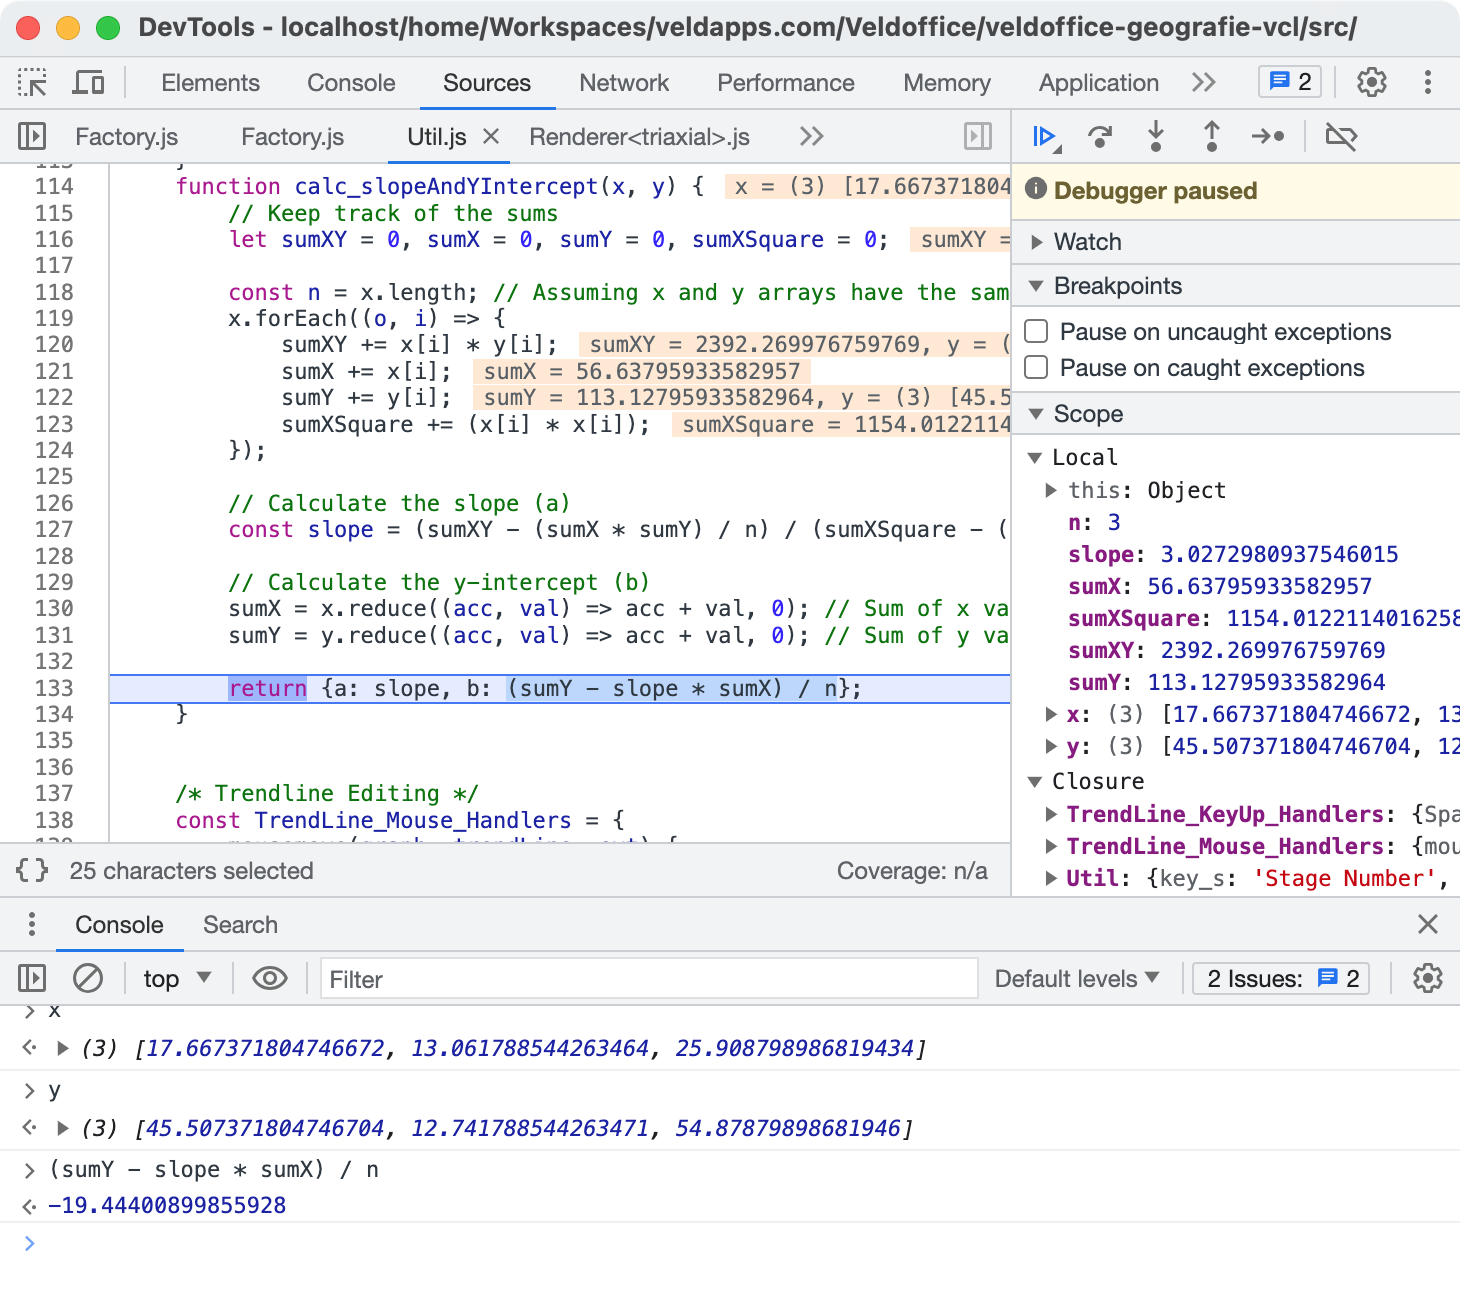 DevTools - localhost/home/Workspaces/veldapps.com/Veldoffice/veldoffice-geografie-vcl/src/
Elements Console Sources Network Performance Memory Application 2
Factory.js Factory.js Util.js Renderer<triaxial>.js
114 function calc_slopeAndYIntercept(x, y) { x = (3) [17.667371804
115 // Keep track of the sums
116 let sumXY = 0, sumX = 0, sumY = 0, sumXSquare = 0; sumXY =
117
118 const n = x.length; // Assuming x and y arrays have the sam
119 x.forEach((o, i) => {
120 sumXY += x[i] * y[i]; sumXY = 2392.269976759769, y = (
121 sumX += x[i]; sumX = 56.63795933582957
122 sumY += y[i]; sumY = 113.12795933582964, y = (3) [45.5
123 sumXSquare += (x[i] * x[i]); sumXSquare = 1154.0122114
124 });
125
126 // Calculate the slope (a)
127 const slope = (sumXY - (sumX * sumY) / n) / (sumXSquare - (
128
129 // Calculate the y-intercept (b)
130 sumX = x.reduce((acc, val) => acc + val, 0); // Sum of x va
131 sumY = y.reduce((acc, val) => acc + val, 0); // Sum of y va
132
133 return {a: slope, b: (sumY - slope * sumX) / n};
134 }
135
136
137 /* Trendline Editing */
138 const TrendLine_Mouse_Handlers = {
{} 25 characters selected Coverage: n/a
Debugger paused
Watch
Breakpoints
Pause on uncaught exceptions
Pause on caught exceptions
Scope
Local
this: Object
n: 3
slope: 3.0272980937546015
sumX: 56.63795933582957
sumXSquare: 1154.0122114016258
sumXY: 2392.269976759769
sumY: 113.12795933582964
x: (3) [17.667371804746672, 13
y: (3) [45.507371804746704, 12
Closure
TrendLine_KeyUp_Handlers: {Spa
TrendLine_Mouse_Handlers: {mou
Util: {key_s: 'Stage Number',
Console Search
top Filter Default levels 2 Issues: 2
x
(3) [17.667371804746672, 13.061788544263464, 25.908798986819434]
y
(3) [45.507371804746704, 12.741788544263471, 54.87879898681946]
(sumY - slope * sumX) / n
-19.44400899855928